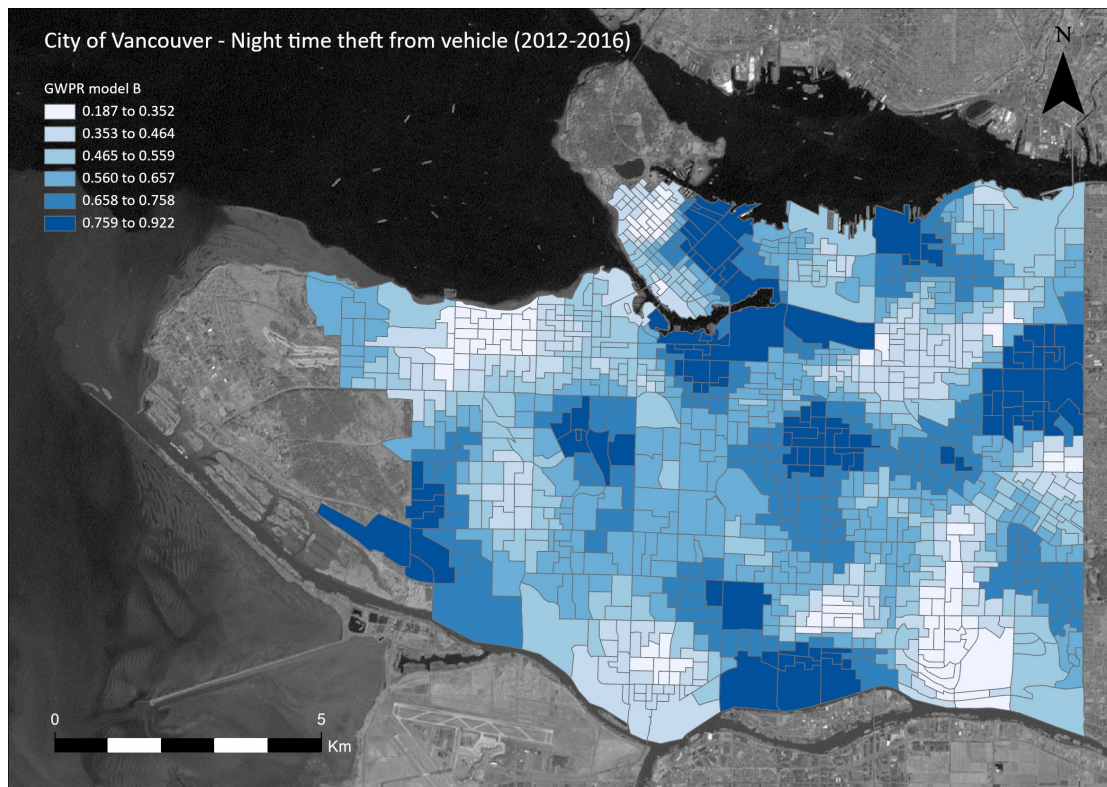 City of Vancouver - Night time theft from vehicle (2012-2016)
N
GWPR model B
0.187 to 0.352
0.353 to 0.464
0.465 to 0.559
0.560 to 0.657
0.658 to 0.758
0.759 to 0.922
0 5
Km